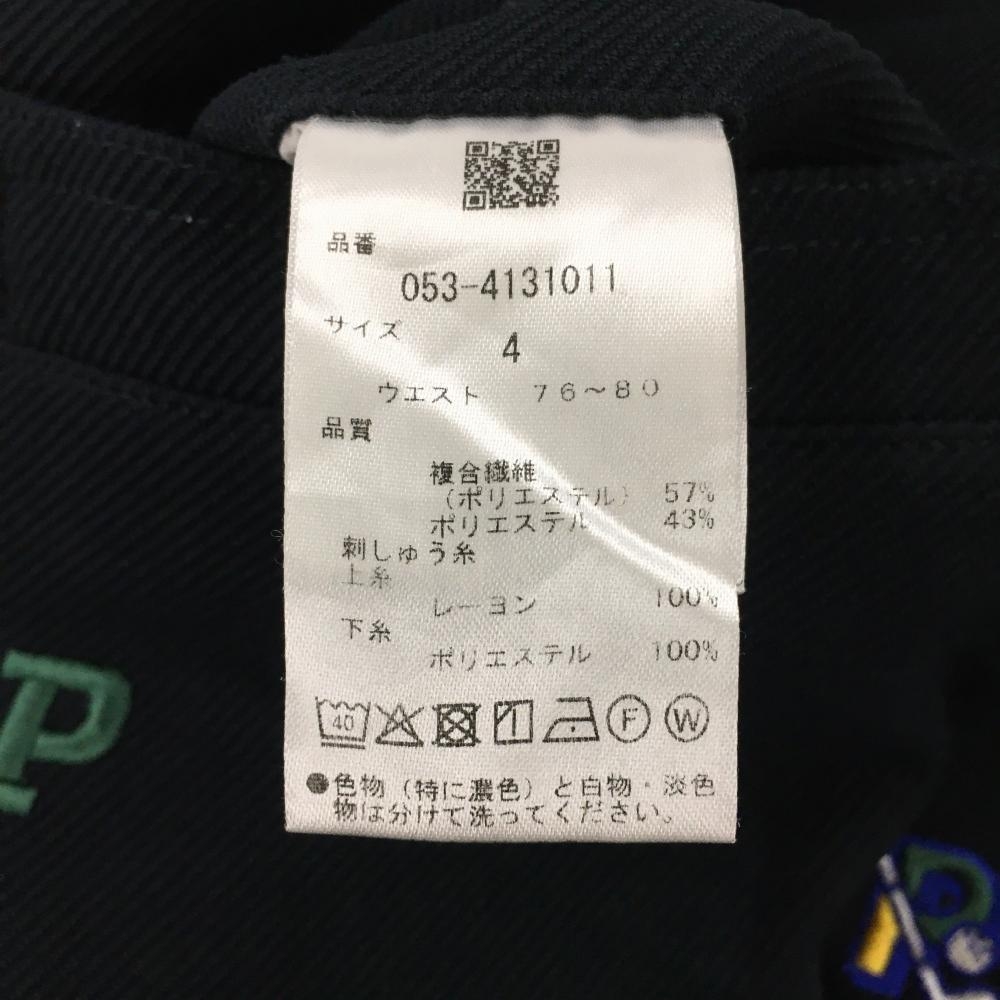 品番
053-4131011
サイズ
4
ウエスト 76～80
品質
複合繊維
(ポリエステル) 57%
ポリエステル 43%
刺しゅう糸
上糸
レーヨン 100%
下糸
ポリエステル 100%
40 F W
●色物（特に濃色）と白物・淡色
物は分けて洗ってください。
P
P